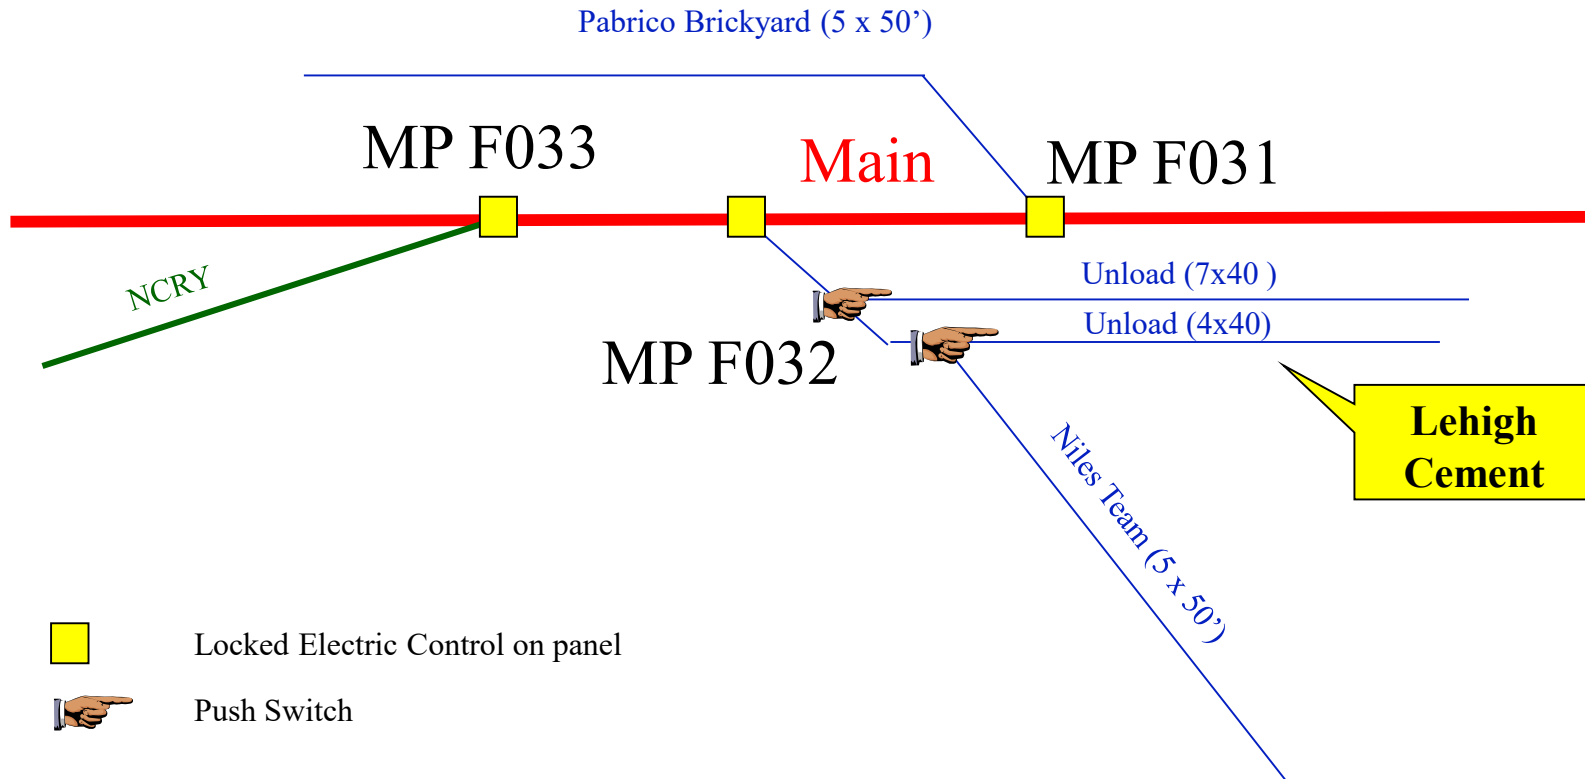 Pabrico Brickyard (5 x 50’)
MP F033
Main
MP F031
NCRY
Unload (7x40 )
Unload (4x40)
MP F032
Lehigh
Cement
Niles Team (5 x 50’)
Locked Electric Control on panel
Push Switch